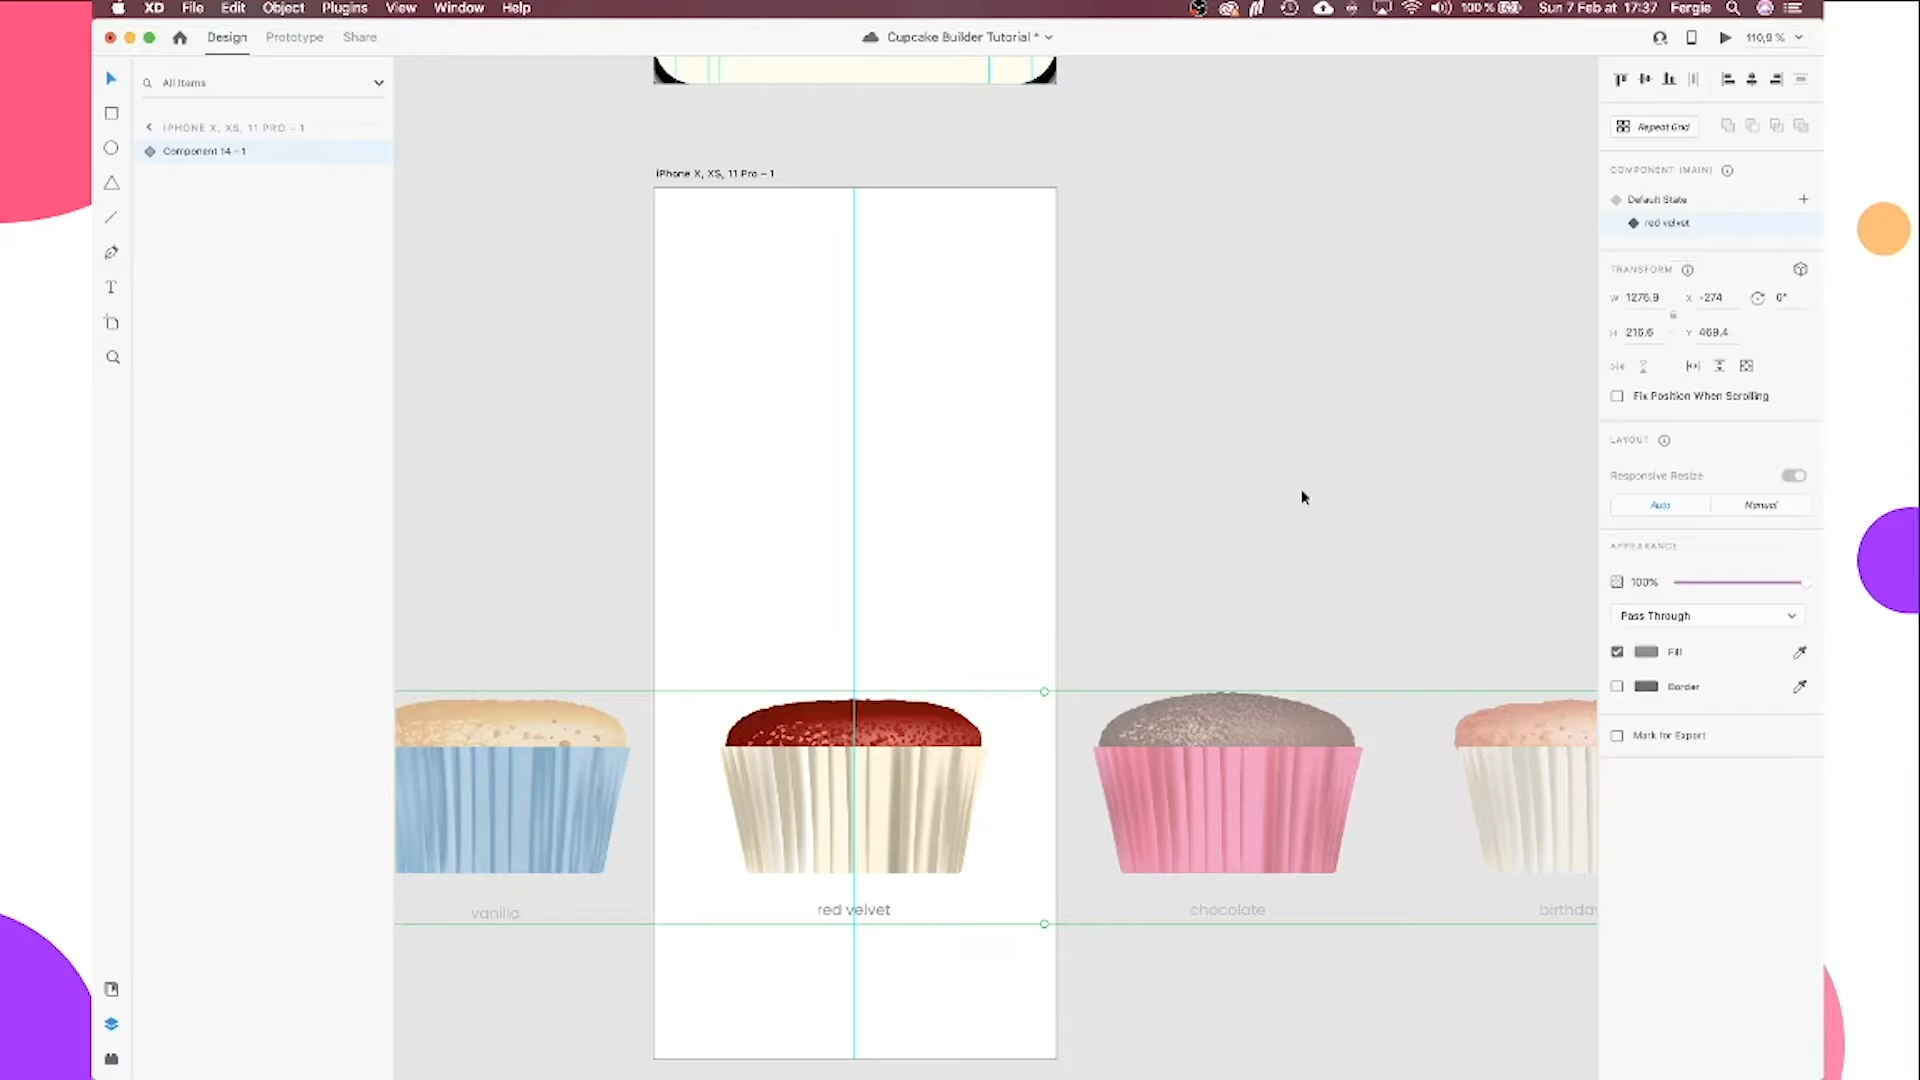 XD File Edit Object Plugins View Window Help 100 % Sun 7 Feb at 17:37 Fergie
Design Prototype Share Cupcake Builder Tutorial * 110,9 %
All Items
IPHONE X, XS, 11 PRO – 1
Component 14 – 1
iPhone X, XS, 11 Pro – 1
vanilla
red velvet
chocolate
birthday
Repeat Grid
COMPONENT (MAIN)
Default State
red velvet
TRANSFORM
W 1276.9 X -274 0°
H 216.6 Y 469.4
Fix Position When Scrolling
LAYOUT
Responsive Resize
Auto Manual
APPEARANCE
100%
Pass Through
Fill
Border
Mark for Export